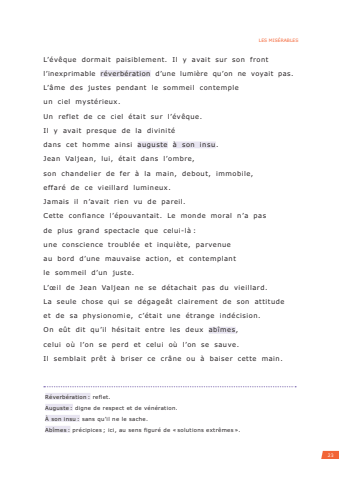 LES MISÉRABLES
L’évêque dormait paisiblement. Il y avait sur son front
l’inexprimable réverbération d’une lumière qu’on ne voyait pas.
L’âme des justes pendant le sommeil contemple
un ciel mystérieux.
Un reflet de ce ciel était sur l’évêque.
Il y avait presque de la divinité
dans cet homme ainsi auguste à son insu.
Jean Valjean, lui, était dans l’ombre,
son chandelier de fer à la main, debout, immobile,
effaré de ce vieillard lumineux.
Jamais il n’avait rien vu de pareil.
Cette confiance l’épouvantait. Le monde moral n’a pas
de plus grand spectacle que celui-là :
une conscience troublée et inquiète, parvenue
au bord d’une mauvaise action, et contemplant
le sommeil d’un juste.
L’œil de Jean Valjean ne se détachait pas du vieillard.
La seule chose qui se dégageât clairement de son attitude
et de sa physionomie, c’était une étrange indécision.
On eût dit qu’il hésitait entre les deux abîmes,
celui où l’on se perd et celui où l’on se sauve.
Il semblait prêt à briser ce crâne ou à baiser cette main.
Réverbération : reflet.
Auguste : digne de respect et de vénération.
À son insu : sans qu’il ne le sache.
Abîmes : précipices ; ici, au sens figuré de « solutions extrêmes ».
23